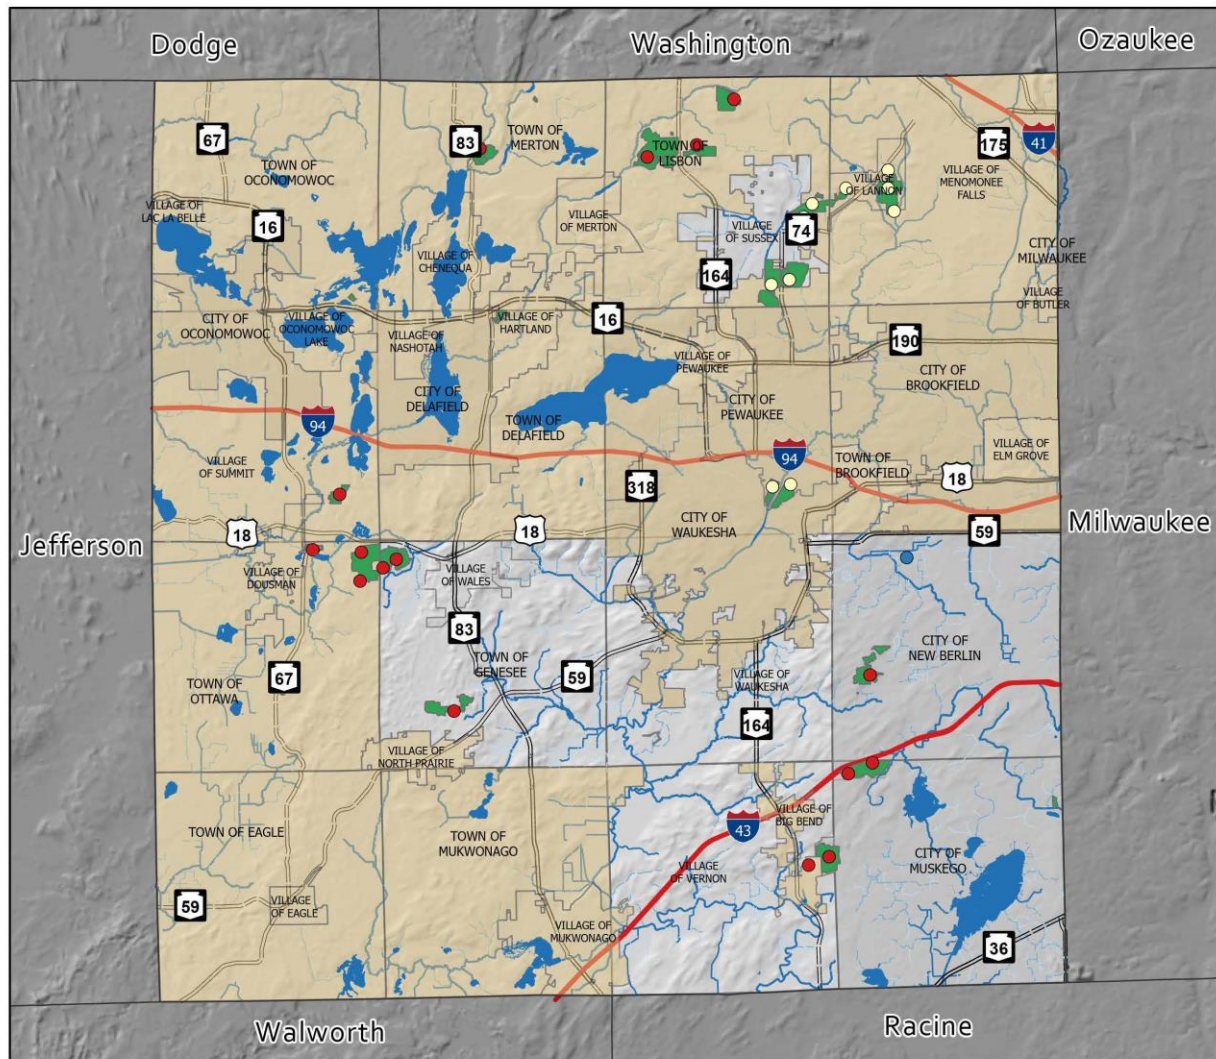 Dodge
Washington
Ozaukee
67
83
TOWN OF
MERTON
TOWN OF
LISBON
175
41
TOWN OF
OCONOMOWOC
VILLAGE OF
LAC LA BELLE
16
VILLAGE
OF MERTON
VILLAGE
OF SUSSEX
74
VILLAGE
OF LANNON
VILLAGE OF
MENOMONEE
FALLS
CITY OF
MILWAUKEE
VILLAGE OF
CHENEQUA
164
VILLAGE
OF BUTLER
CITY OF
OCONOMOWOC
VILLAGE OF
OCONOMOWOC
LAKE
VILLAGE OF
NASHOTAH
VILLAGE OF
HARTLAND
16
VILLAGE OF
PEWAUKEE
190
CITY OF
BROOKFIELD
CITY OF
DELAFIELD
TOWN OF
DELAFIELD
CITY OF
PEWAUKEE
94
VILLAGE
OF SUMMIT
94
TOWN OF
BROOKFIELD
VILLAGE OF
ELM GROVE
18
318
CITY OF
WAUKESHA
Jefferson
18
18
59
Milwaukee
VILLAGE OF
DOUSMAN
VILLAGE
OF WALES
83
TOWN OF
GENESEE
59
CITY OF
NEW BERLIN
TOWN OF
OTTAWA
67
VILLAGE OF
WAUKESHA
164
VILLAGE OF
NORTH PRAIRIE
TOWN OF EAGLE
TOWN OF
MUKWONAGO
43
VILLAGE OF
BIG BEND
VILLAGE
OF VERNON
CITY OF
MUSKEGO
59
VILLAGE
OF EAGLE
VILLAGE OF
MUKWONAGO
36
Walworth
Racine